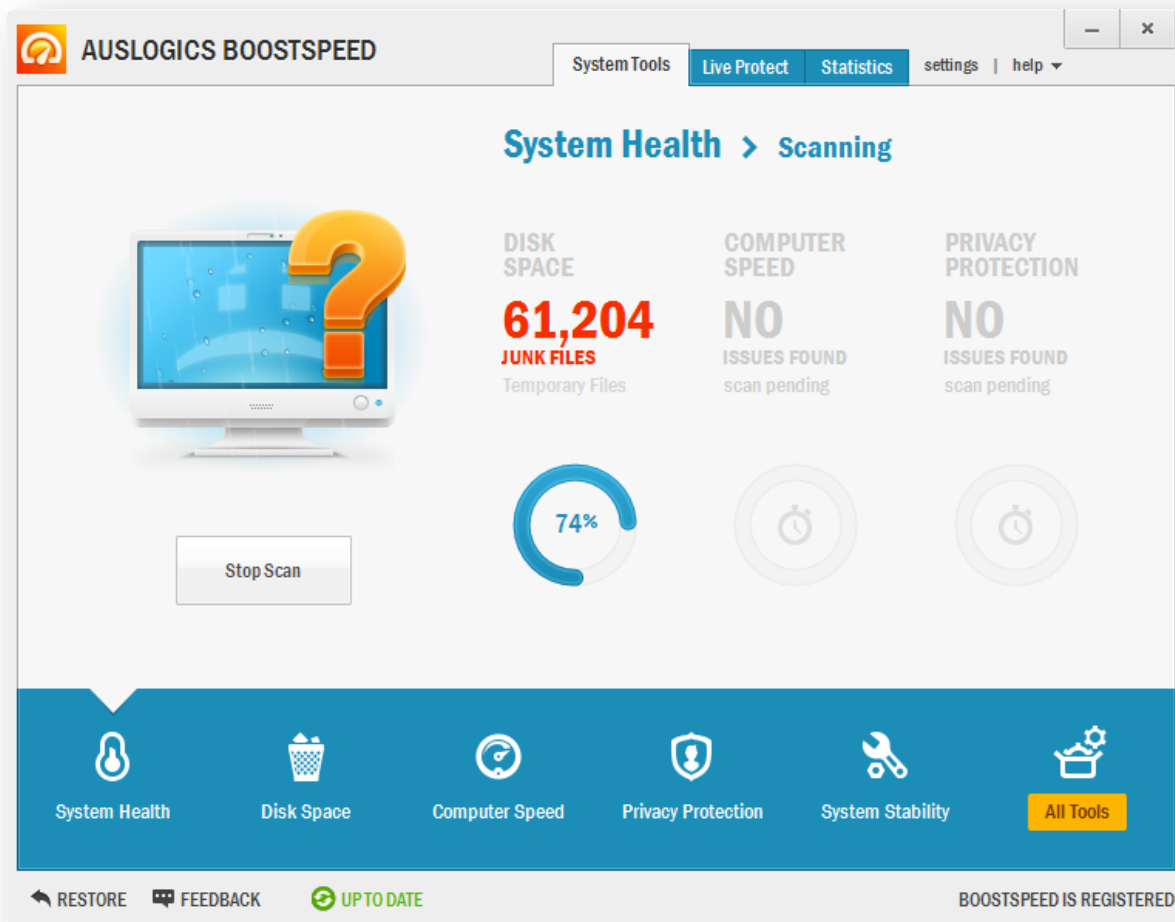 AUSLOGICS BOOSTSPEED
System Tools
Live Protect
Statistics
settings | help
System Health > Scanning
DISK
SPACE
61,204
JUNK FILES
Temporary Files
COMPUTER
SPEED
NO
ISSUES FOUND
scan pending
PRIVACY
PROTECTION
NO
ISSUES FOUND
scan pending
74%
Stop Scan
System Health
Disk Space
Computer Speed
Privacy Protection
System Stability
All Tools
RESTORE
FEEDBACK
UP TO DATE
BOOSTSPEED IS REGISTERED